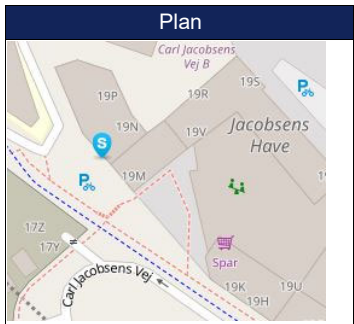 Plan
Carl Jacobsens
Vej B
19S
19P
19R
19N
19V
Jacobsens
Have
S
19M
17Z
17Y
Carl Jacobsens Vej
Spar
19K
19U
19H